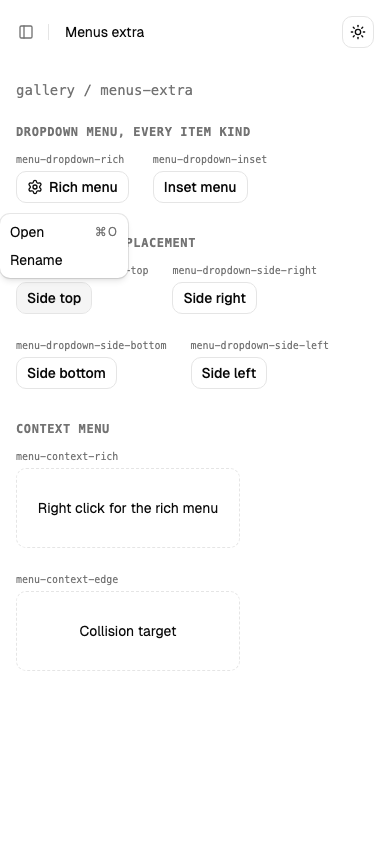 Menus extra
gallery / menus-extra
DROPDOWN MENU, EVERY ITEM KIND
menu-dropdown-rich
menu-dropdown-inset
Rich menu
Inset menu
Open ⌘O
Rename
menu-dropdown-side-right
Side top
Side right
menu-dropdown-side-bottom
menu-dropdown-side-left
Side bottom
Side left
CONTEXT MENU
menu-context-rich
Right click for the rich menu
menu-context-edge
Collision target